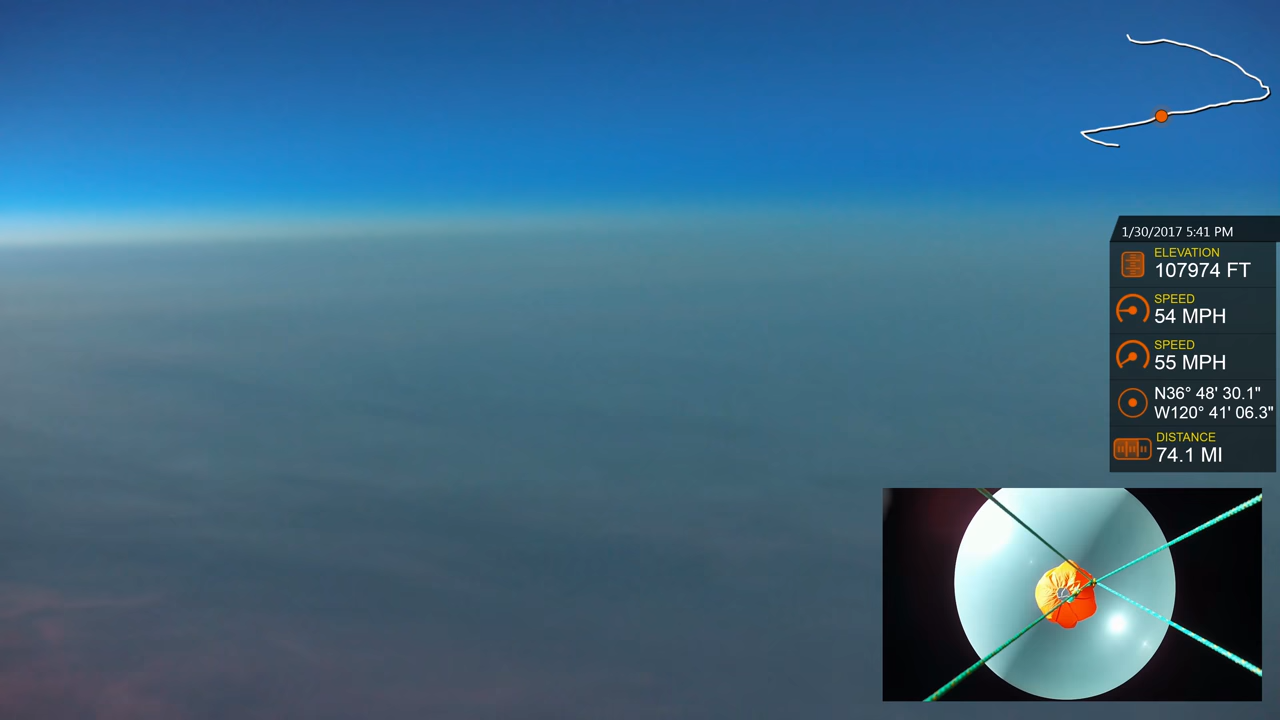 1/30/2017 5:41 PM
ELEVATION
107974 FT
SPEED
54 MPH
SPEED
55 MPH
N36° 48' 30.1"
W120° 41' 06.3"
DISTANCE
74.1 MI